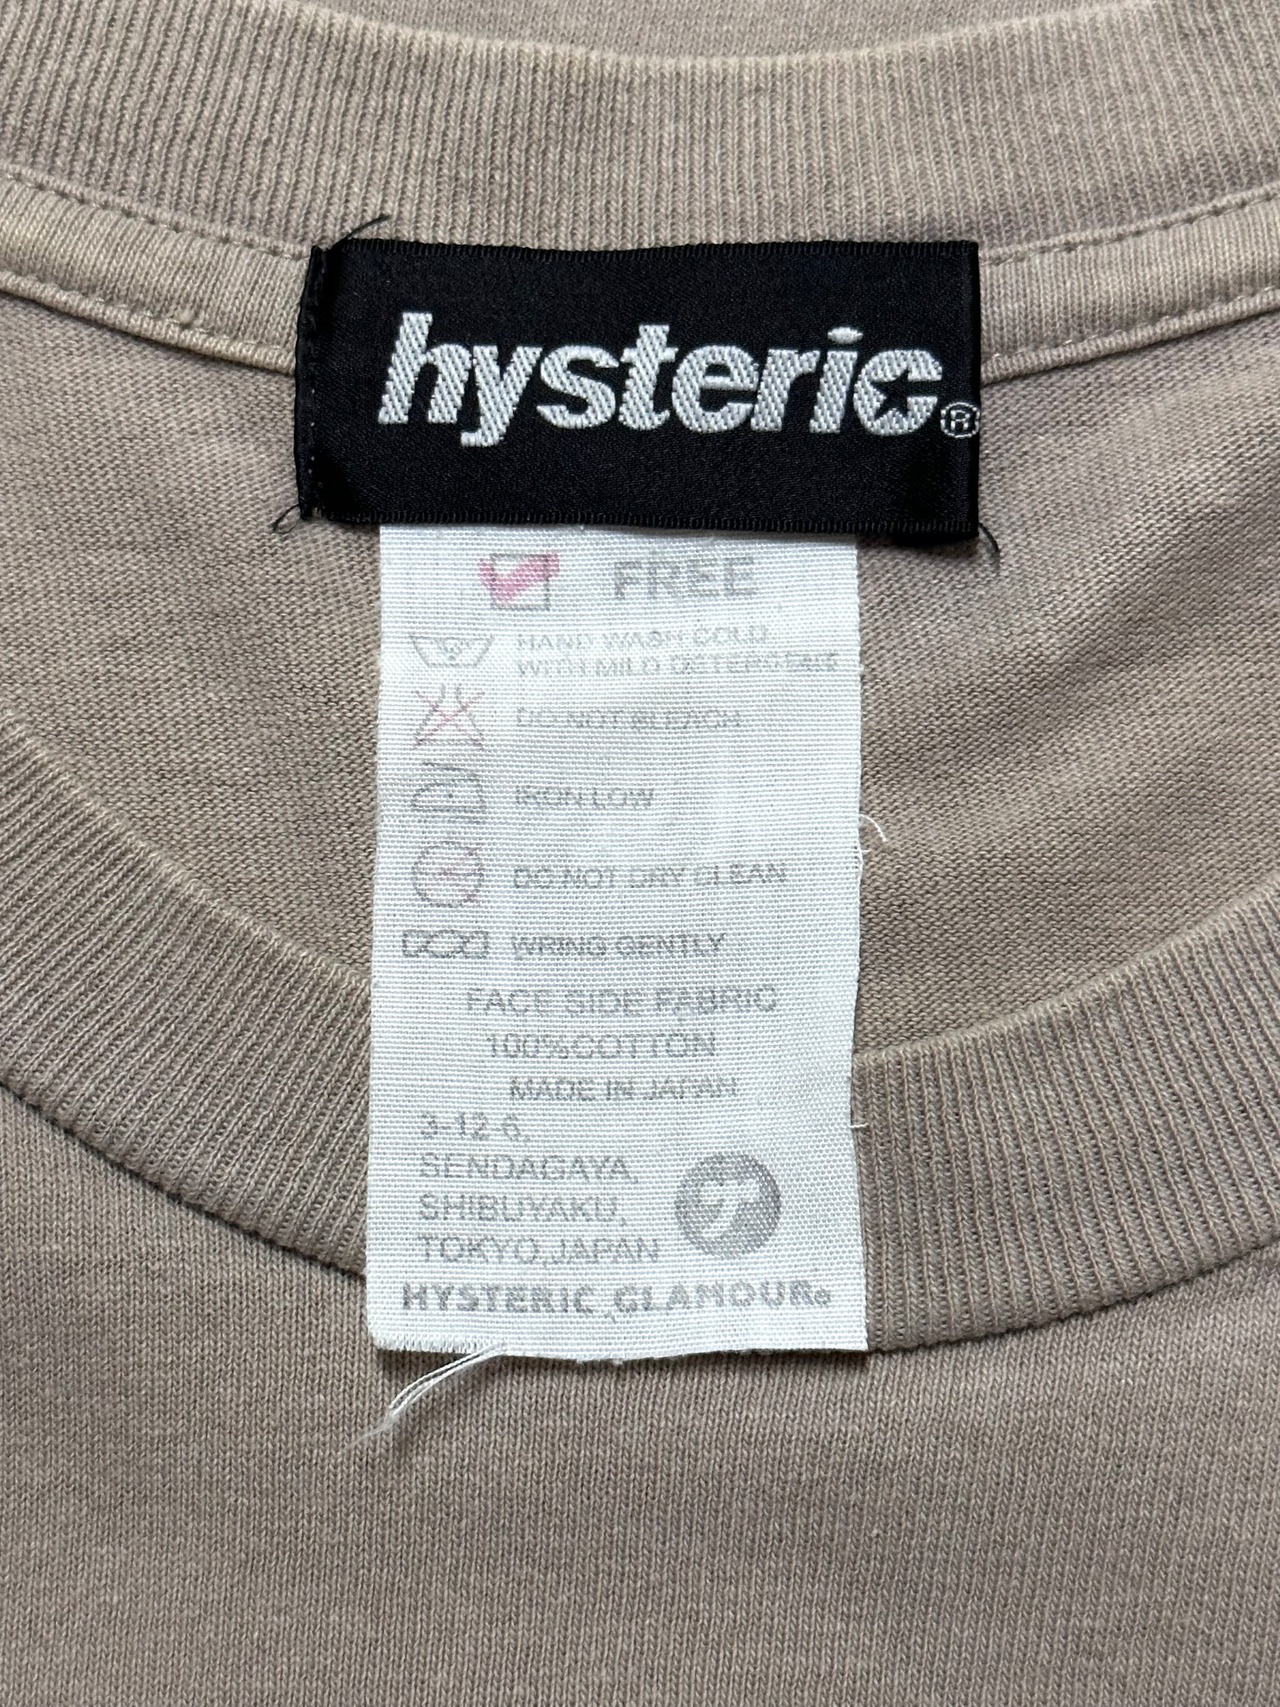 hysteric®
FREE
HAND WASH COLD
WITH MILD DETERGENT
DO NOT BLEACH
IRON LOW
DO NOT DRY CLEAN
WRING GENTLY
FACE SIDE FABRIC
100%COTTON
MADE IN JAPAN
3-12-6,
SENDAGAYA,
SHIBUYAKU,
TOKYO,JAPAN
HYSTERIC GLAMOUR®